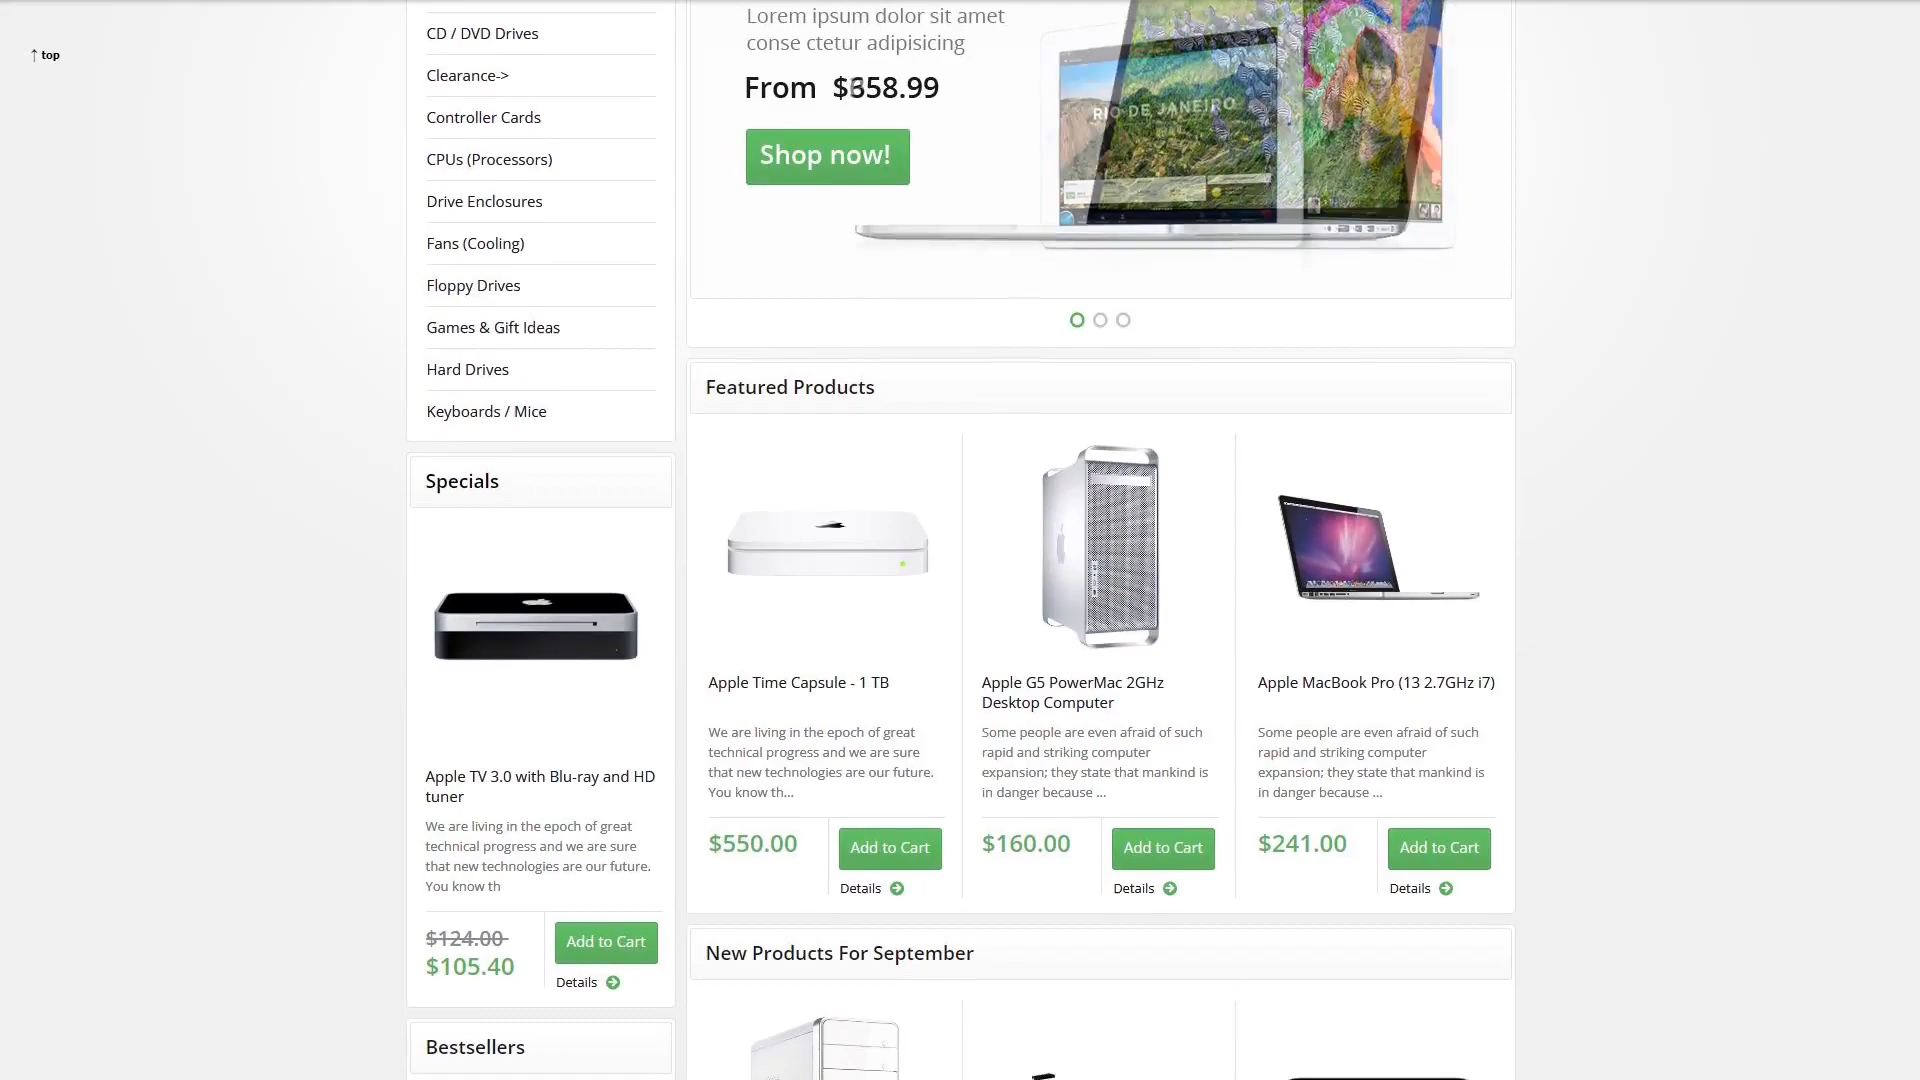 ↑ top
CD / DVD Drives
Clearance->
Controller Cards
CPUs (Processors)
Drive Enclosures
Fans (Cooling)
Floppy Drives
Games & Gift Ideas
Hard Drives
Keyboards / Mice
Specials
Apple TV 3.0 with Blu-ray and HD
tuner
We are living in the epoch of great
technical progress and we are sure
that new technologies are our future.
You know th
$124.00
$105.40
Add to Cart
Details
Bestsellers
Lorem ipsum dolor sit amet
conse ctetur adipisicing
From
Shop now!
RIO DE JANEIRO
Featured Products
Apple Time Capsule - 1 TB
We are living in the epoch of great
technical progress and we are sure
that new technologies are our future.
You know th...
$550.00
Add to Cart
Details
Apple G5 PowerMac 2GHz
Desktop Computer
Some people are even afraid of such
rapid and striking computer
expansion; they state that mankind is
in danger because ...
$160.00
Add to Cart
Details
Apple MacBook Pro (13 2.7GHz i7)
Some people are even afraid of such
rapid and striking computer
expansion; they state that mankind is
in danger because ...
$241.00
Add to Cart
Details
New Products For September